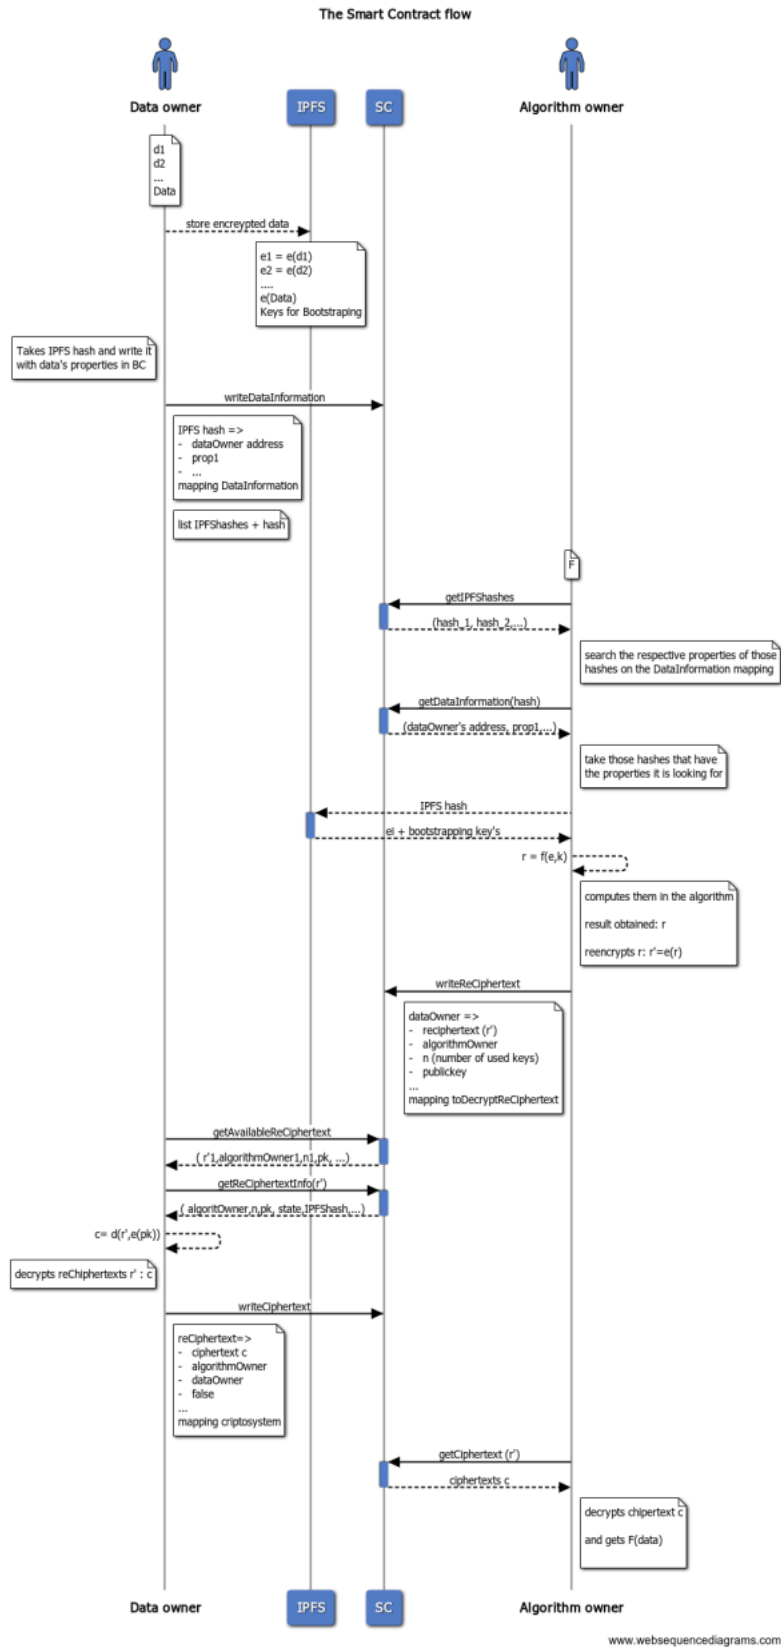 The Smart Contract flow
Data owner
IPFS
SC
Algorithm owner
d1
d2
...
Data
store encreypted data
e1 = e(d1)
e2 = e(d2)
....
e(Data)
Keys for Bootstraping
Takes IPFS hash and write it
with data's properties in BC
writeDataInformation
IPFS hash =>
- dataOwner address
- prop1
- ...
mapping DataInformation
list IPFShashes + hash
F
getIPFShashes
(hash_1, hash_2,...)
search the respective properties of those
hashes on the DataInformation mapping
getDataInformation(hash)
(dataOwner's address, prop1,...)
take those hashes that have
the properties it is looking for
IPFS hash
ei + bootstrapping key's
r = f(e,k)
computes them in the algorithm
result obtained: r
reencrypts r: r'=e(r)
writeReCiphertext
dataOwner =>
- reciphertext (r')
- algorithmOwner
- n (number of used keys)
- publickey
...
mapping toDecryptReCiphertext
getAvailableReCiphertext
( r'1,algorithmOwner1,n1,pk, ...)
getReCiphertextInfo(r')
( algoritOwner,n,pk, state,IPFShash,...)
c= d(r',e(pk))
decrypts reChiphertexts r' : c
writeCiphertext
reCiphertext=>
- ciphertext c
- algorithmOwner
- dataOwner
- false
...
mapping criptosystem
getCiphertext (r')
ciphertexts c
decrypts chipertext c
and gets F(data)
Data owner
IPFS
SC
Algorithm owner
www.websequencediagrams.com